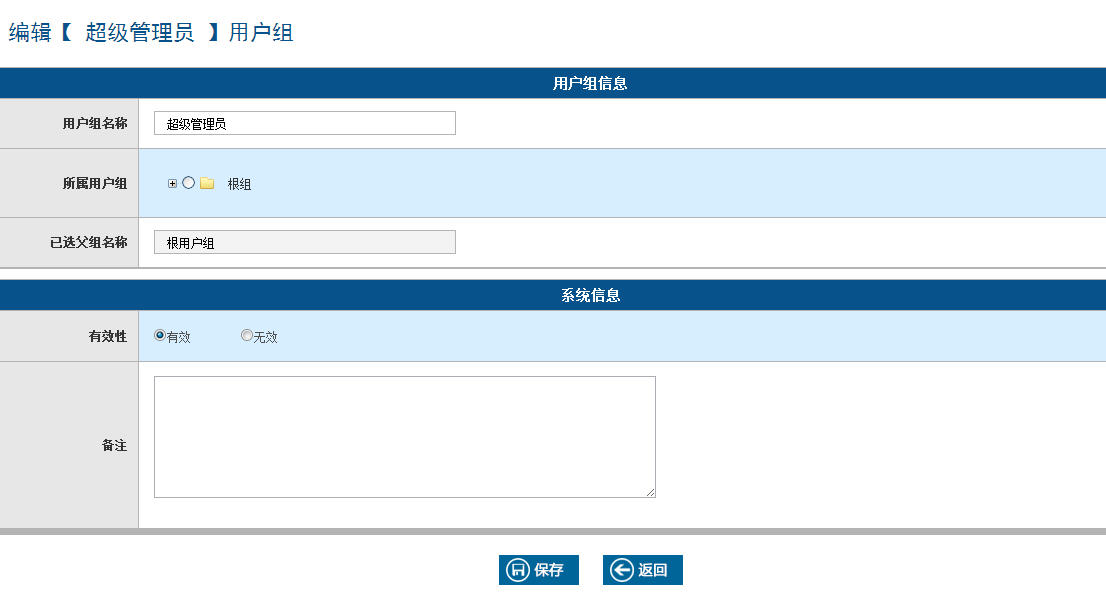 编辑【 超级管理员 】用户组
用户组信息
用户组名称 超级管理员
所属用户组 根组
已选父组名称 根用户组
系统信息
有效性 有效 无效
备注
保存 返回